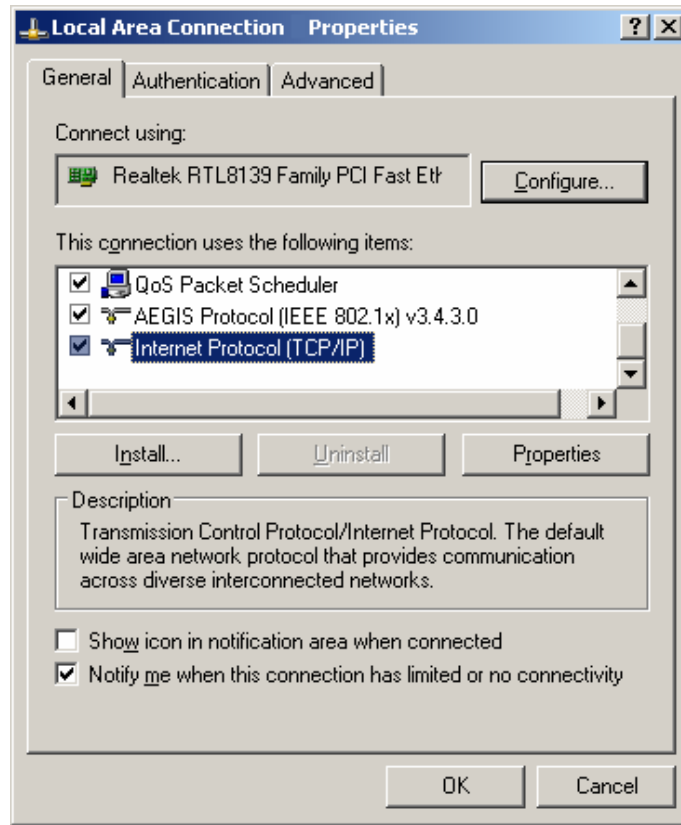 Local Area Connection Properties
? X
General Authentication Advanced
Connect using:
Realtek RTL8139 Family PCI Fast Eth
Configure...
This connection uses the following items:
QoS Packet Scheduler
AEGIS Protocol (IEEE 802.1x) v3.4.3.0
Internet Protocol (TCP/IP)
Install... Uninstall Properties
Description
Transmission Control Protocol/Internet Protocol. The default
wide area network protocol that provides communication
across diverse interconnected networks.
Show icon in notification area when connected
Notify me when this connection has limited or no connectivity
OK Cancel